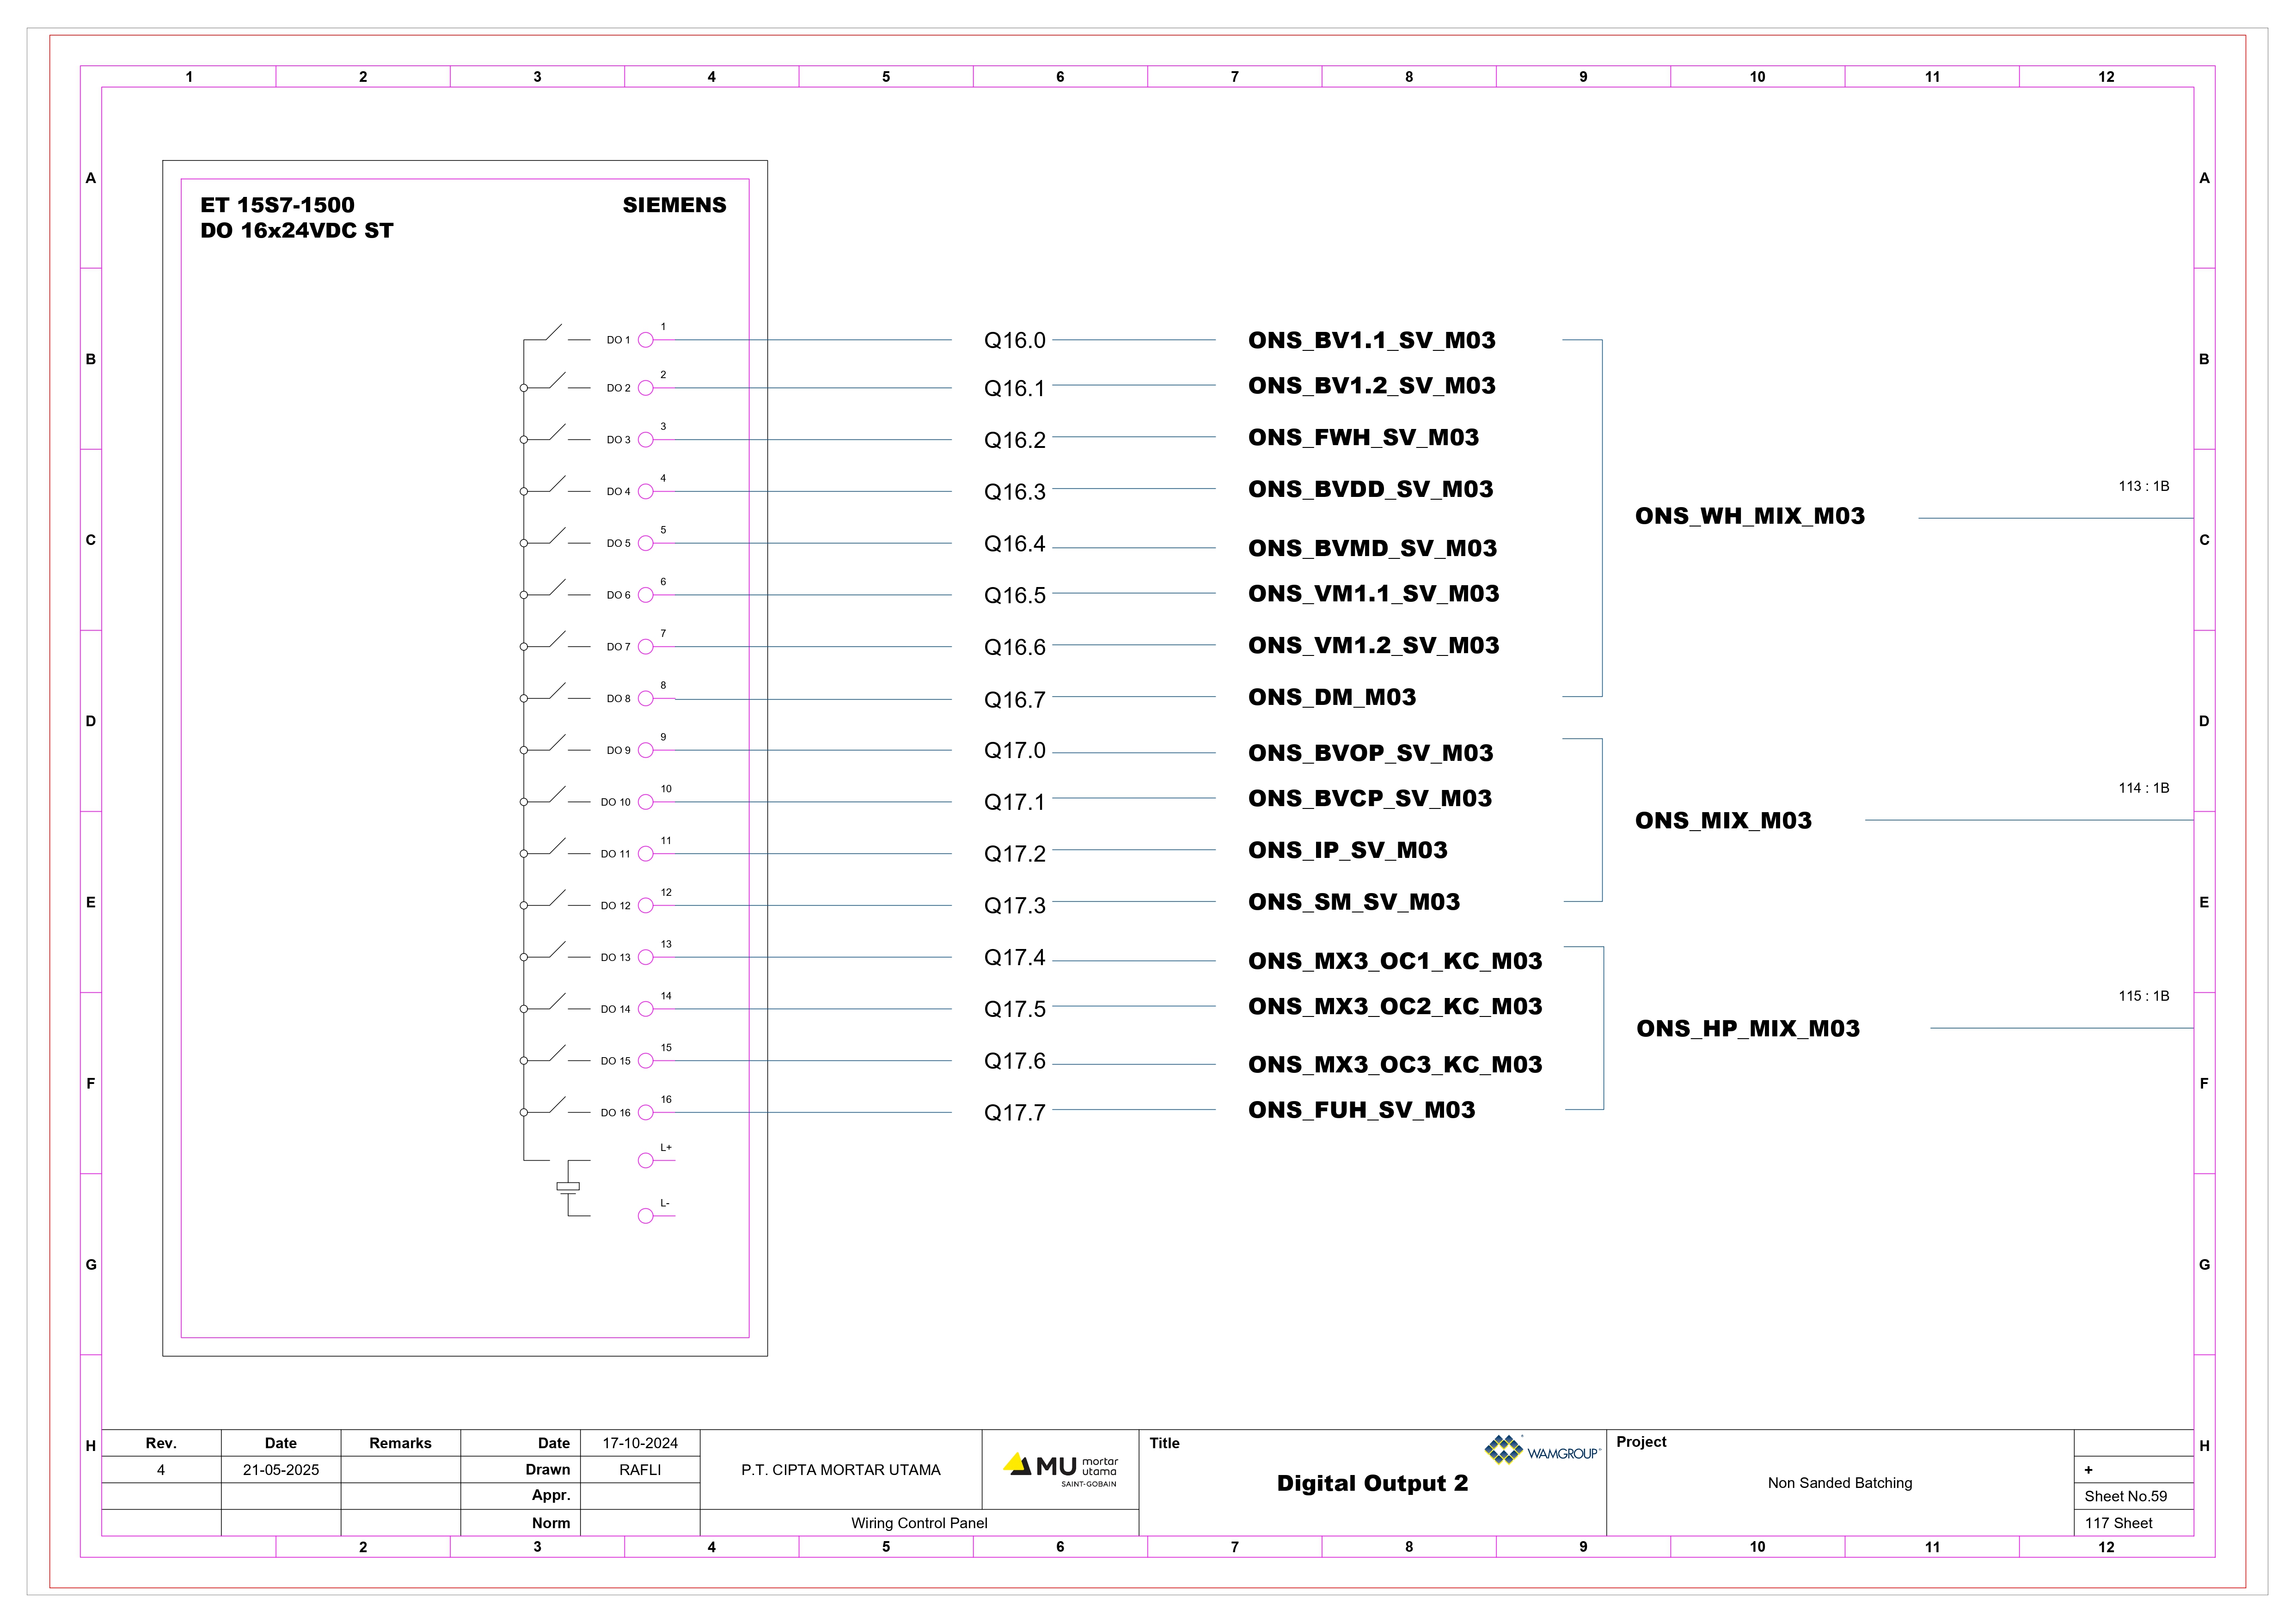 1 2 3 4 5 6 7 8 9 10 11 12
A A
ET 15S7-1500 SIEMENS
DO 16x24VDC ST
DO 1 1 Q16.0 ONS_BV1.1_SV_M03
B B
DO 2 2 Q16.1 ONS_BV1.2_SV_M03
DO 3 3 Q16.2 ONS_FWH_SV_M03
DO 4 4 Q16.3 ONS_BVDD_SV_M03
113 : 1B
ONS_WH_MIX_M03
C C
DO 5 5 Q16.4 ONS_BVMD_SV_M03
DO 6 6 Q16.5 ONS_VM1.1_SV_M03
DO 7 7 Q16.6 ONS_VM1.2_SV_M03
DO 8 8 Q16.7 ONS_DM_M03
D D
DO 9 9 Q17.0 ONS_BVOP_SV_M03
114 : 1B
DO 10 10 Q17.1 ONS_BVCP_SV_M03
ONS_MIX_M03
DO 11 11 Q17.2 ONS_IP_SV_M03
E E
DO 12 12 Q17.3 ONS_SM_SV_M03
DO 13 13 Q17.4 ONS_MX3_OC1_KC_M03
115 : 1B
DO 14 14 Q17.5 ONS_MX3_OC2_KC_M03
ONS_HP_MIX_M03
DO 15 15 Q17.6 ONS_MX3_OC3_KC_M03
F F
DO 16 16 Q17.7 ONS_FUH_SV_M03
L+
L-
G G
H H
Rev. Date Remarks Date 17-10-2024
4 21-05-2025 Drawn RAFLI
Appr.
Norm
P.T. CIPTA MORTAR UTAMA
MU mortar
utama
SAINT-GOBAIN
Wiring Control Panel
Title
WAMGROUP®
Digital Output 2
Project
Non Sanded Batching
+
Sheet No.59
117 Sheet
2 3 4 5 6 7 8 9 10 11 12